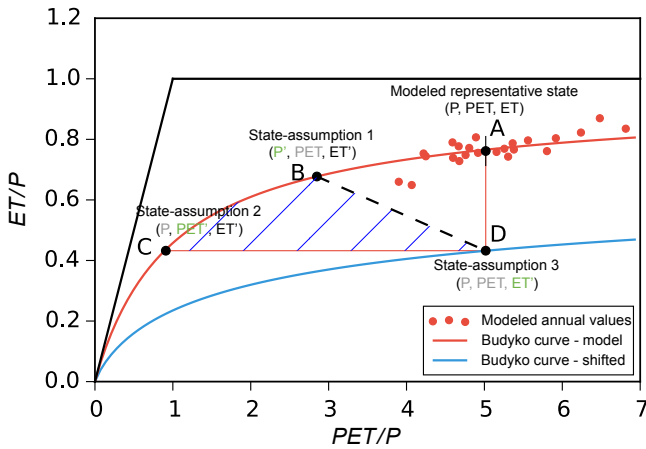 1.2
1.0
0.8
0.6
0.4
0.2
0.0
ET/P
Modeled representative state
(P, PET, ET)
A
State-assumption 1
(P', PET, ET')
B
State-assumption 2
(P, PET', ET')
C
D
State-assumption 3
(P, PET, ET')
Modeled annual values
Budyko curve - model
Budyko curve - shifted
0 1 2 3 4 5 6 7
PET/P